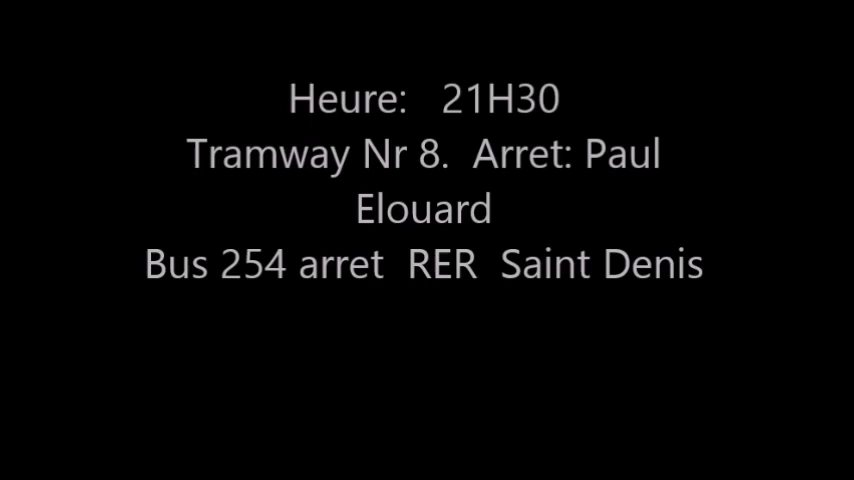 Heure: 21H30
Tramway Nr 8. Arret: Paul
Elouard
Bus 254 arret RER Saint Denis